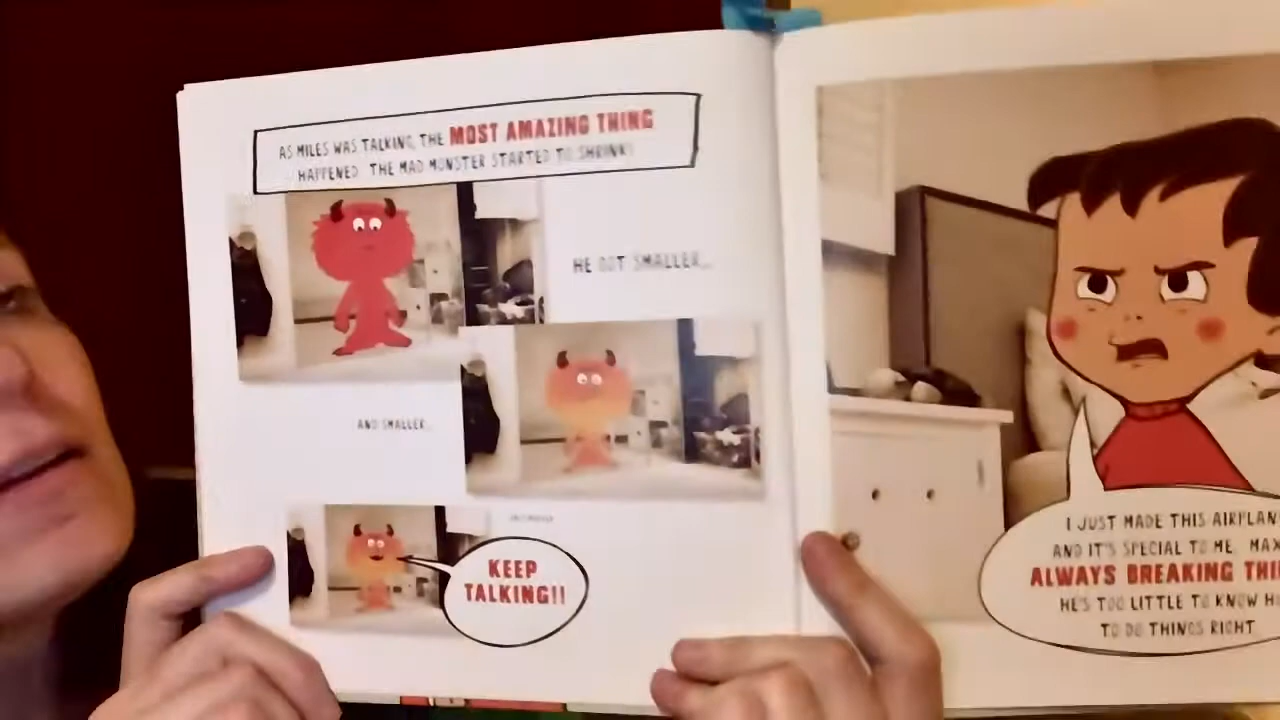 AS MILES WAS TALKING, THE MOST AMAZING THING
HAPPENED. THE MAD MONSTER STARTED TO SHRINK!
HE GOT SMALLER...
AND SMALLER...
KEEP
TALKING!!
I JUST MADE THIS AIRPLAN
AND IT'S SPECIAL TO ME. MAX
ALWAYS BREAKING THI
HE'S TOO LITTLE TO KNOW H
TO DO THINGS RIGHT